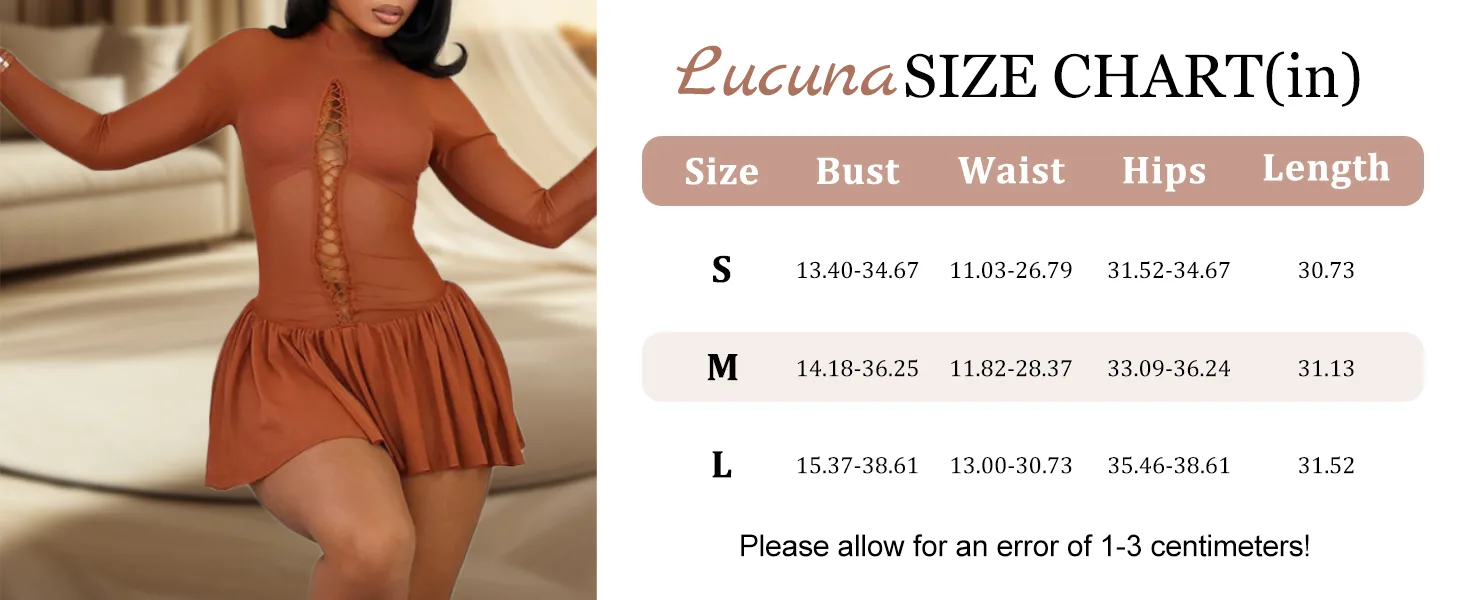 Lucuna SIZE CHART(in)
Size Bust Waist Hips Length
S 13.40-34.67 11.03-26.79 31.52-34.67 30.73
M 14.18-36.25 11.82-28.37 33.09-36.24 31.13
L 15.37-38.61 13.00-30.73 35.46-38.61 31.52
Please allow for an error of 1-3 centimeters!